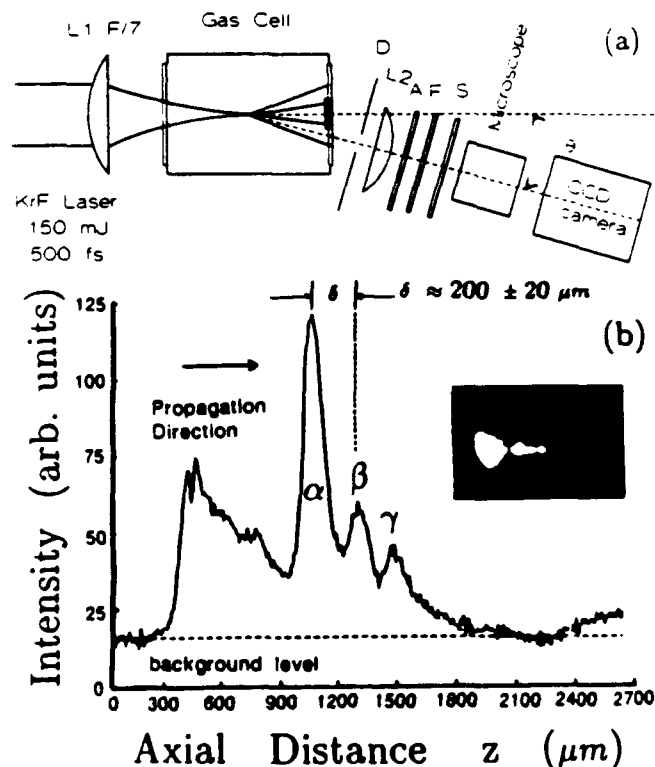 L1 F/7
Gas Cell
(a)
D
L2
A F S
Microscope
θ
CCD
camera
KrF Laser
150 mJ
500 fs
δ
δ ≈ 200 ± 20 μm
(b)
Intensity (arb. units)
125
100
75
50
25
0
Propagation
Direction
α
β
γ
background level
0 300 600 900 1200 1500 1800 2100 2400 2700
Axial Distance z (μm)